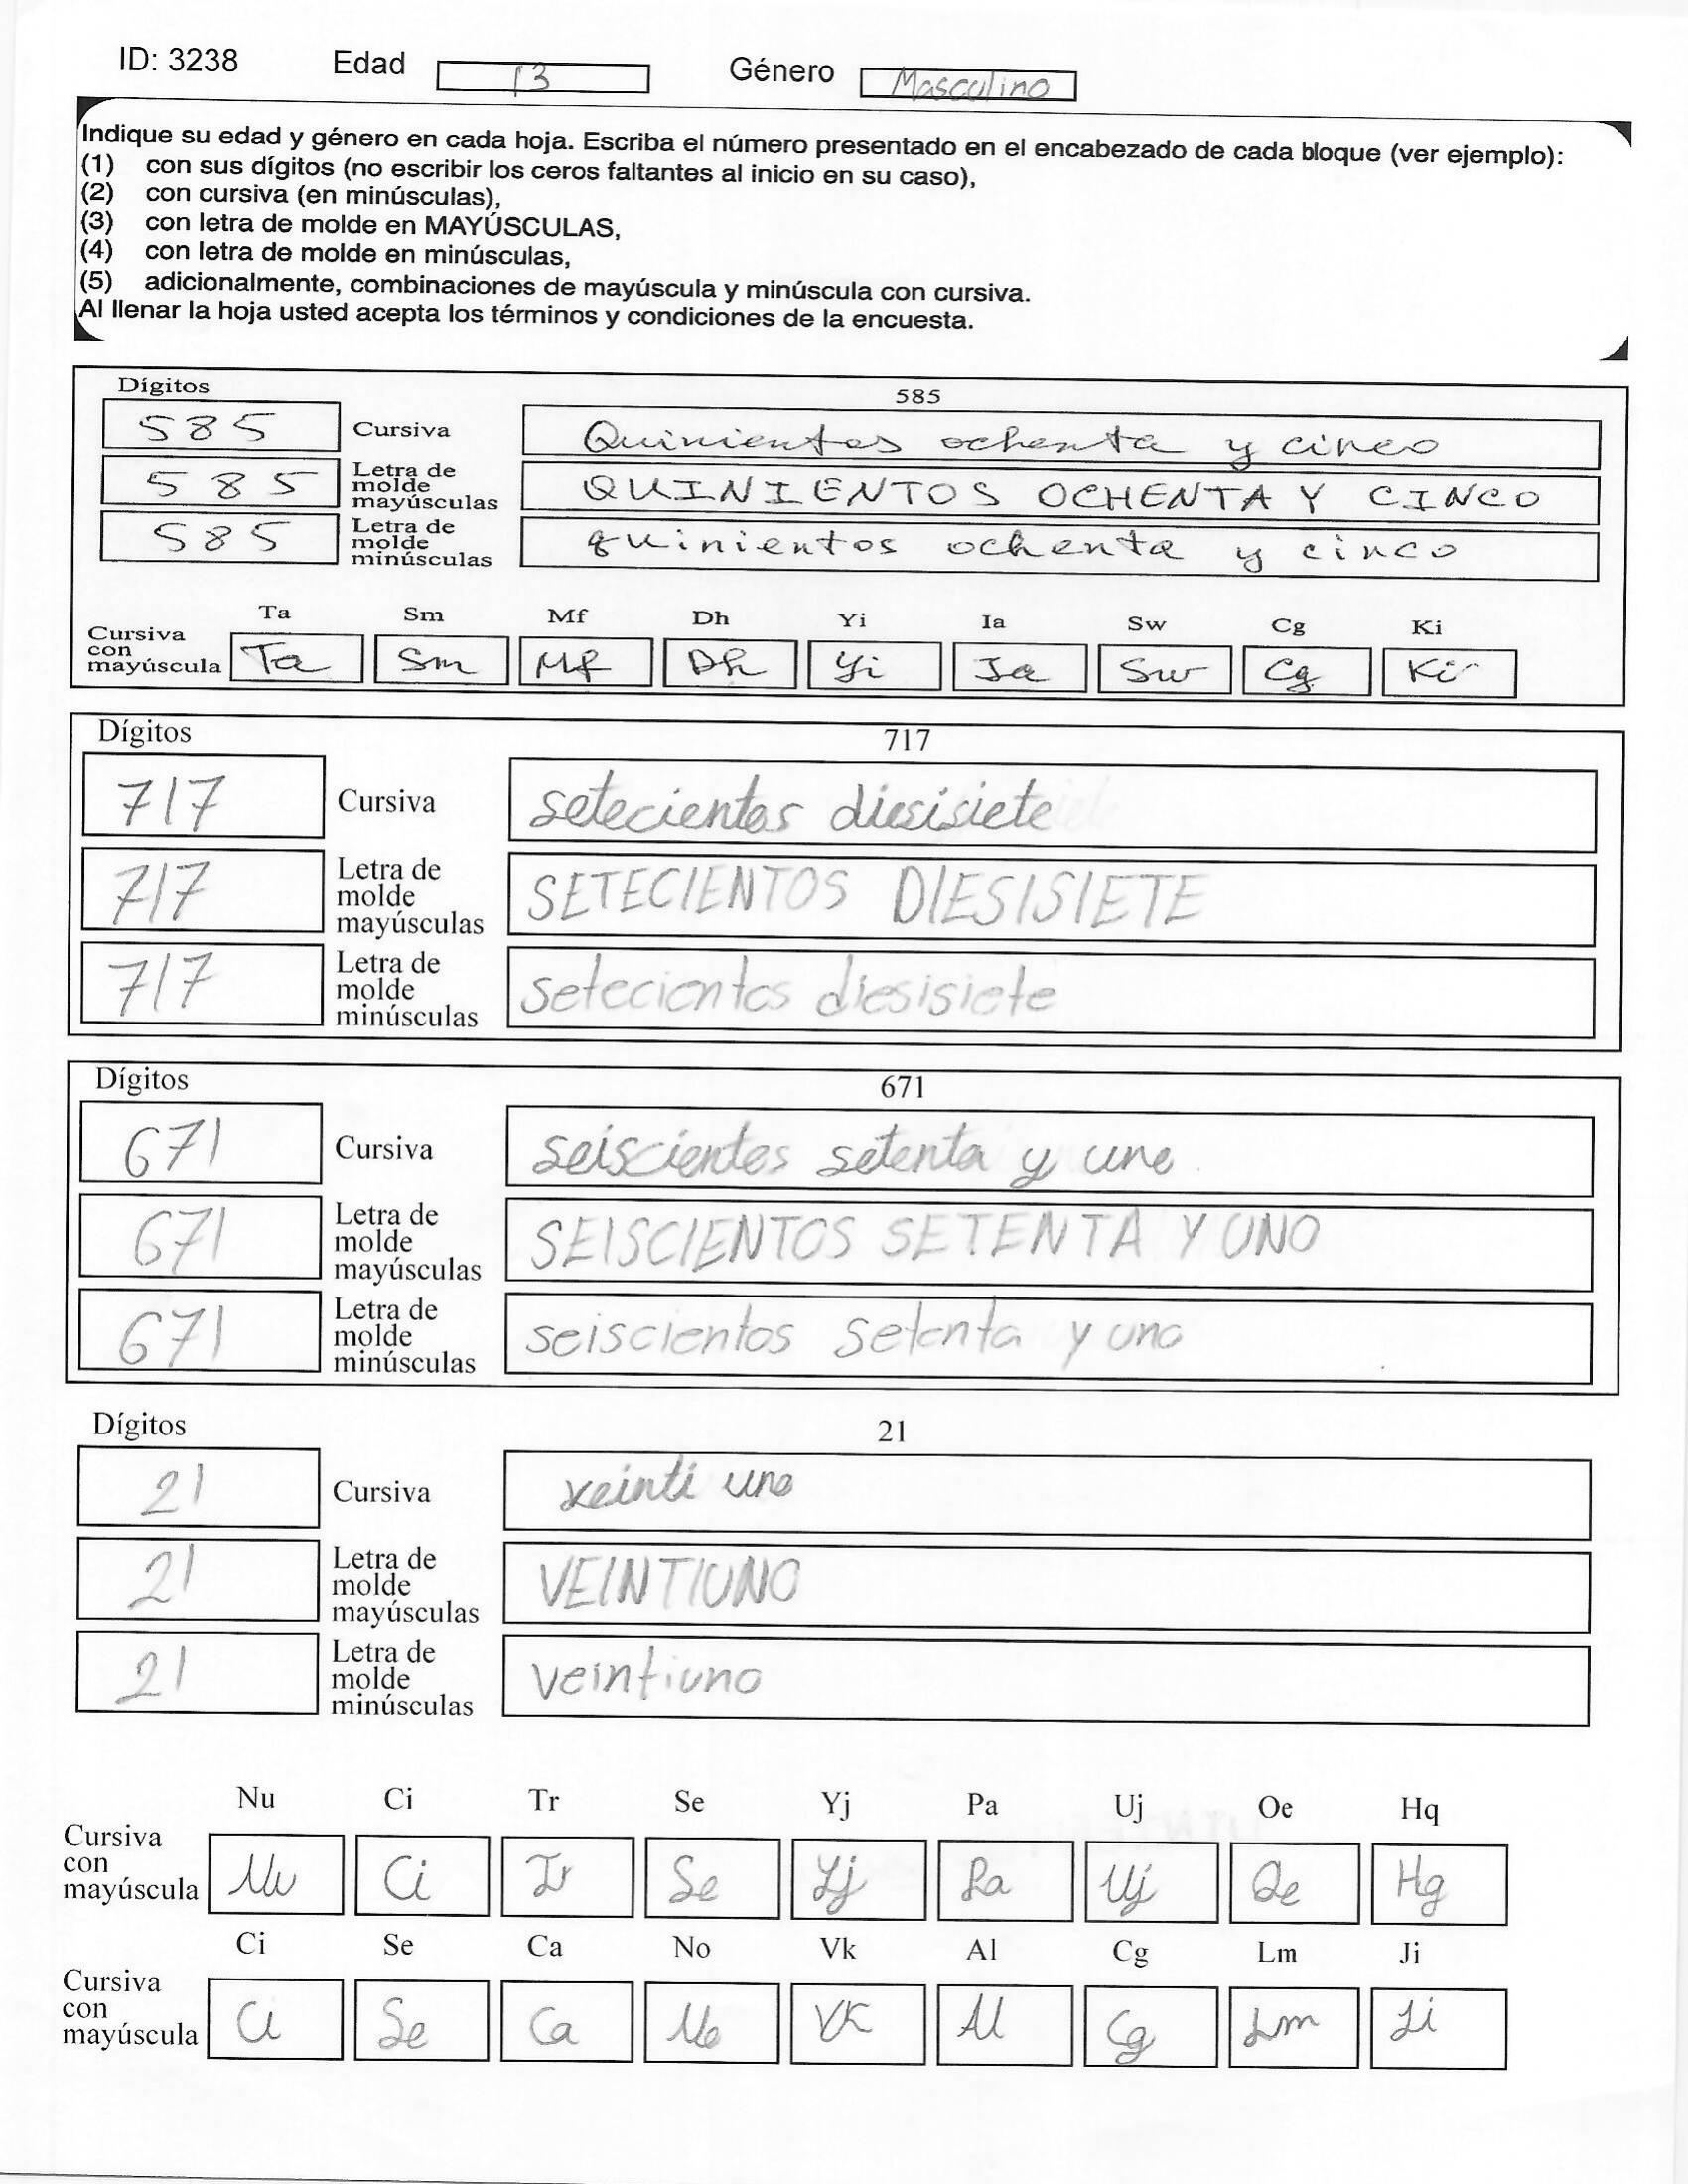 ID: 3238 Edad 13 Género Masculino
Indique su edad y género en cada hoja. Escriba el número presentado en el encabezado de cada bloque (ver ejemplo):
(1) con sus dígitos (no escribir los ceros faltantes al inicio en su caso),
(2) con cursiva (en minúsculas),
(3) con letra de molde en MAYÚSCULAS,
(4) con letra de molde en minúsculas,
(5) adicionalmente, combinaciones de mayúscula y minúscula con cursiva.
Al llenar la hoja usted acepta los términos y condiciones de la encuesta.
Dígitos 585
585 Cursiva Quinientos ochenta y cinco
585 Letra de molde mayúsculas QUINIENTOS OCHENTA Y CINCO
585 Letra de molde minúsculas quinientos ochenta y cinco
Ta Sm Mf Dh Yi Ia Sw Cg Ki
Cursiva con mayúscula Ta Sm Mf Dh Yi Ia Sw Cg Ki
Dígitos 717
717 Cursiva setecientos diesisiete
717 Letra de molde mayúsculas SETECIENTOS DIESISIETE
717 Letra de molde minúsculas setecientos diesisiete
Dígitos 671
671 Cursiva seiscientos setenta y uno
671 Letra de molde mayúsculas SEISCIENTOS SETENTA Y UNO
671 Letra de molde minúsculas seiscientos setenta y uno
Dígitos 21
21 Cursiva veinti uno
21 Letra de molde mayúsculas VEINTIUNO
21 Letra de molde minúsculas veintiuno
Nu Ci Tr Se Yj Pa Uj Oe Hq
Cursiva con mayúscula Nu Ci Tr Se Yj Pa Uj Oe Hg
Ci Se Ca No Vk Al Cg Lm Ji
Cursiva con mayúscula Ci Se Ca No Vk Al Cg Lm Ji